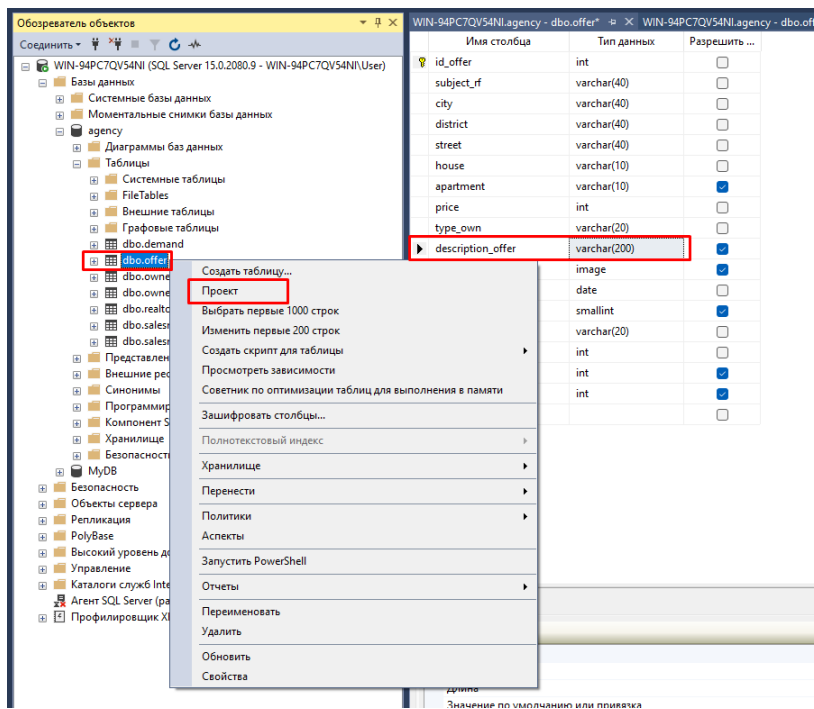 Обозреватель объектов
Соединить
WIN-94PC7QV54NI (SQL Server 15.0.2080.9 - WIN-94PC7QV54NI\User)
Базы данных
Системные базы данных
Моментальные снимки базы данных
agency
Диаграммы баз данных
Таблицы
Системные таблицы
FileTables
Внешние таблицы
Графовые таблицы
dbo.demand
dbo.offer
dbo.owne
dbo.owne
dbo.realto
dbo.salesr
dbo.salesr
Представлен
Внешние рес
Синонимы
Программир
Компонент S
Хранилище
Безопасност
MyDB
Безопасность
Объекты сервера
Репликация
PolyBase
Высокий уровень до
Управление
Каталоги служб Inte
Агент SQL Server (ра
Профилировщик XI
Создать таблицу...
Проект
Выбрать первые 1000 строк
Изменить первые 200 строк
Создать скрипт для таблицы
Просмотреть зависимости
Советник по оптимизации таблиц для выполнения в памяти
Зашифровать столбцы...
Полнотекстовый индекс
Хранилище
Перенести
Политики
Аспекты
Запустить PowerShell
Отчеты
Переименовать
Удалить
Обновить
Свойства
WIN-94PC7QV54NI.agency - dbo.offer* WIN-94PC7QV54NI.agency - dbo.off
Имя столбца Тип данных Разрешить ...
id_offer int
subject_rf varchar(40)
city varchar(40)
district varchar(40)
street varchar(40)
house varchar(10)
apartment varchar(10)
price int
type_own varchar(20)
description_offer varchar(200)
image
date
smallint
varchar(20)
int
int
int
Длина
Значение по умолчанию или привязка